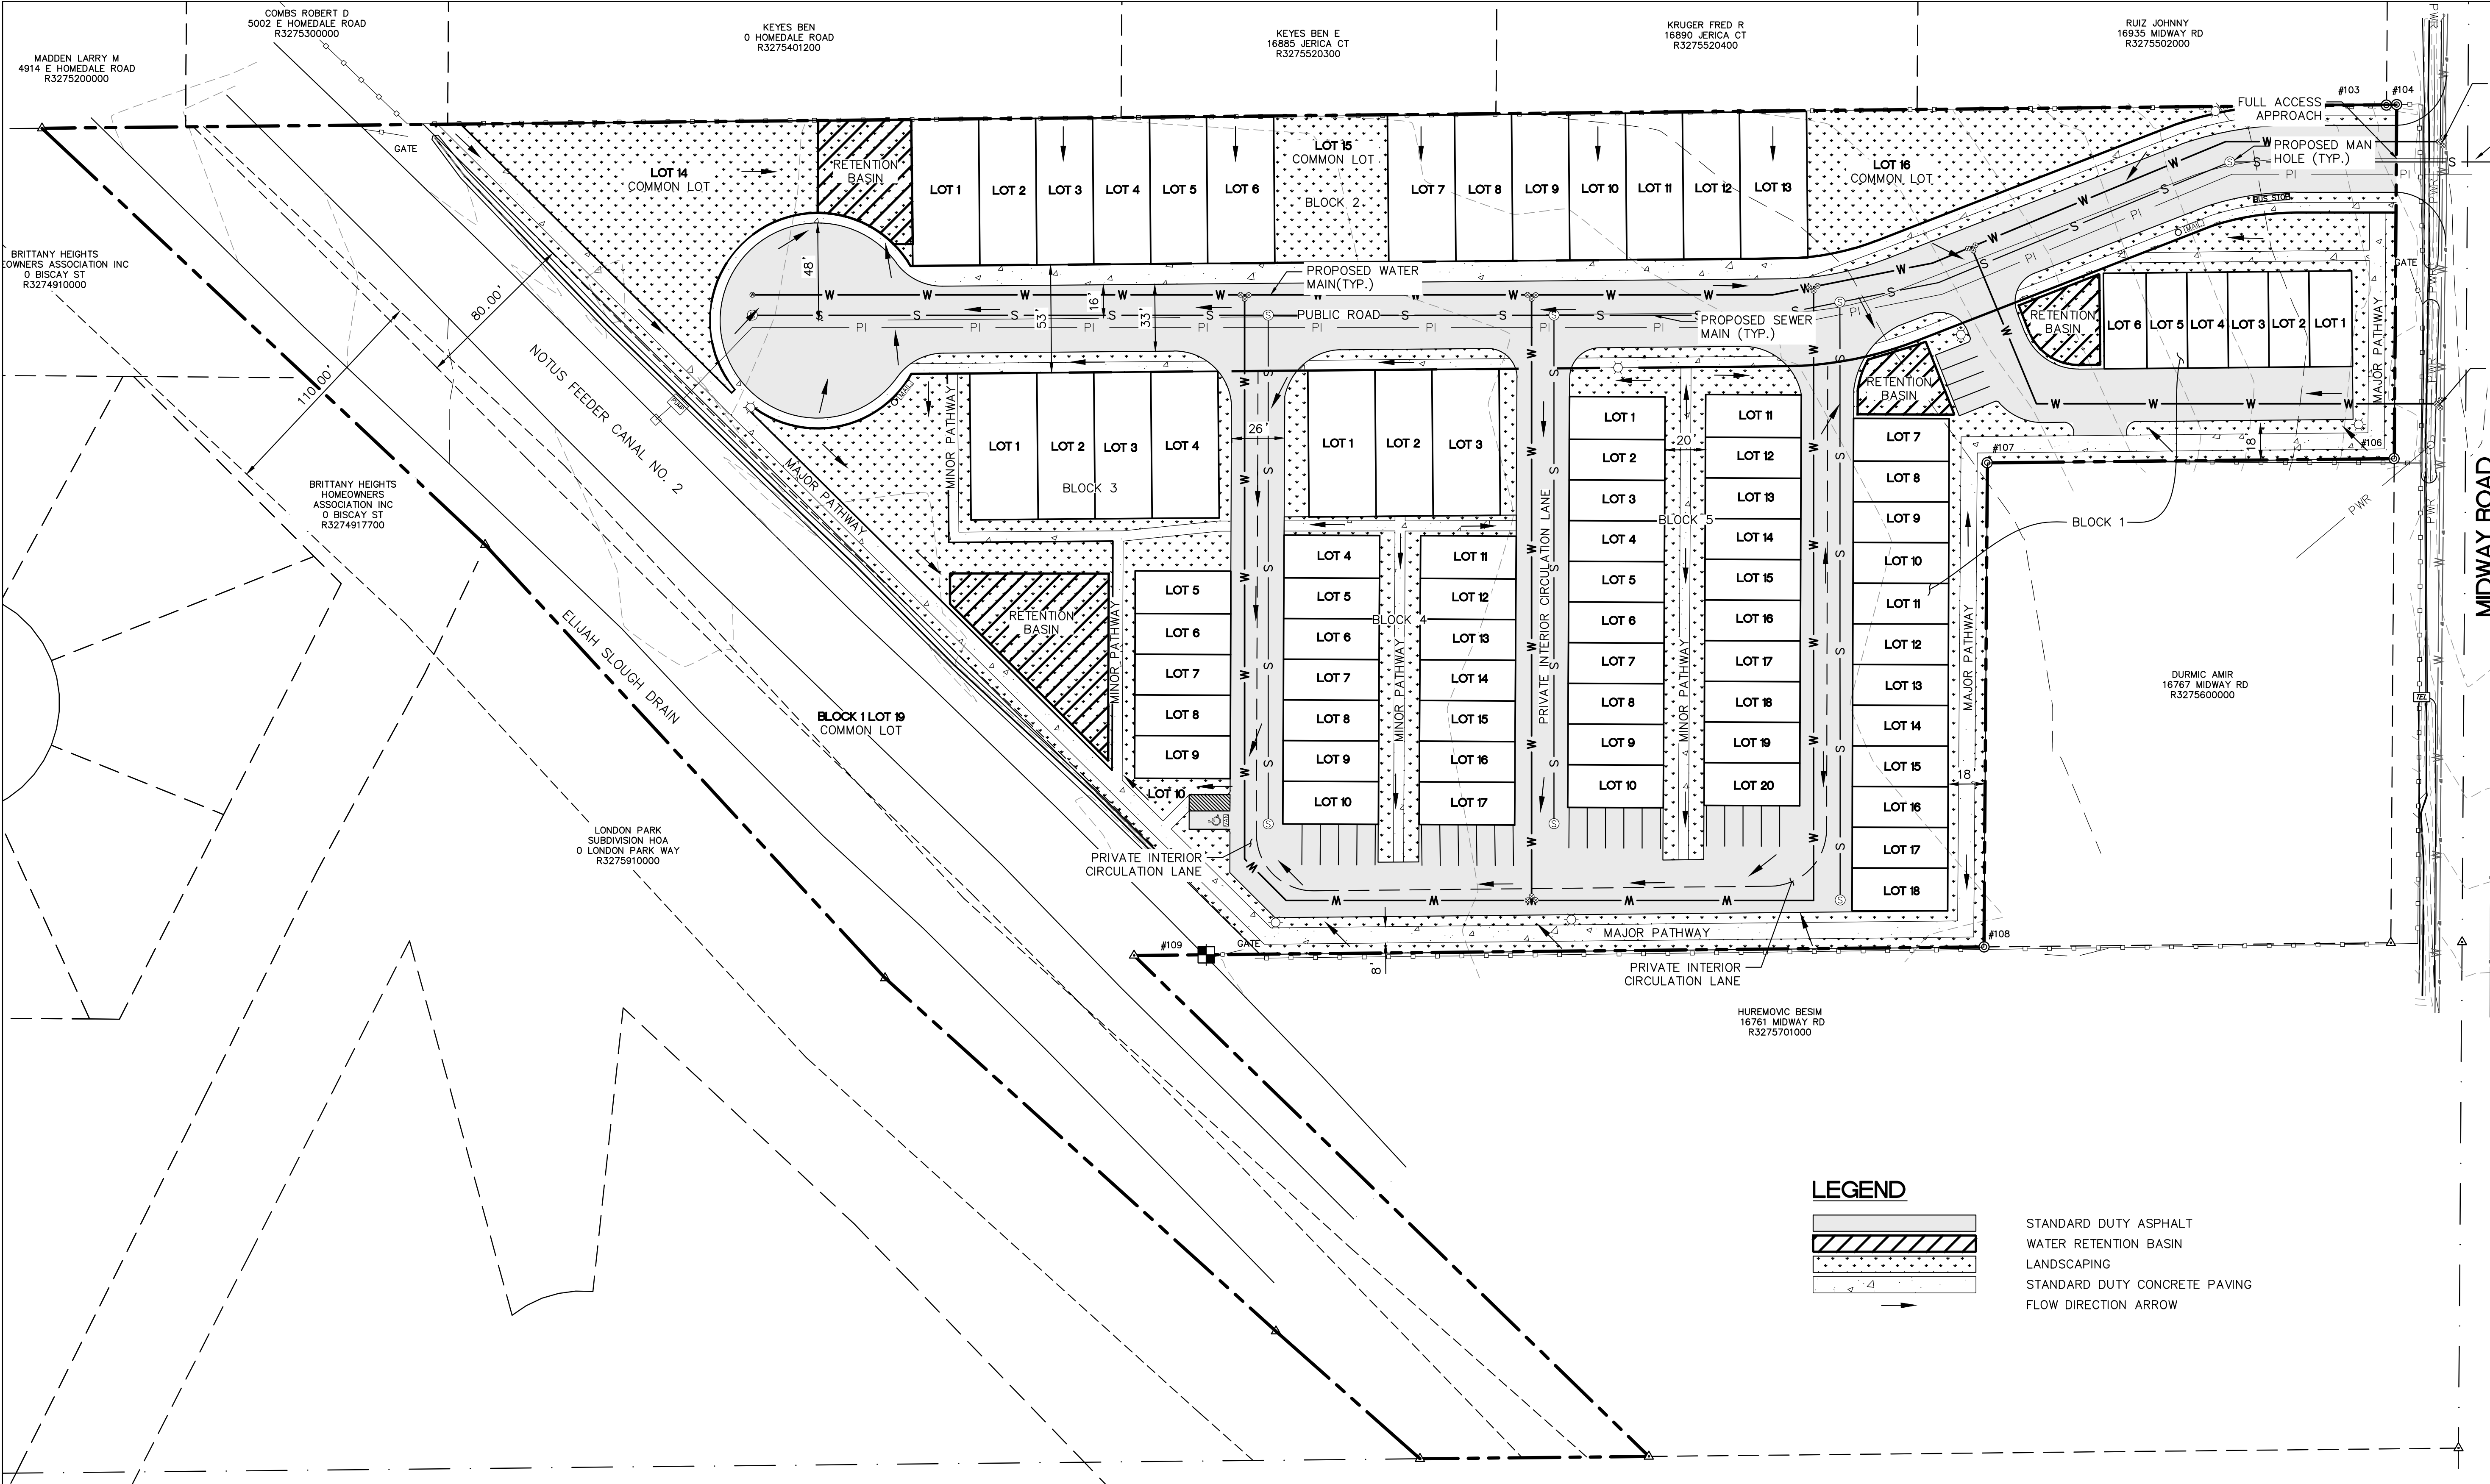 COMBS ROBERT D
5002 E HOMEDALE ROAD
R3275300000
MADDEN LARRY M
4914 E HOMEDALE ROAD
R3275200000
KEYES BEN
0 HOMEDALE ROAD
R3275401200
KEYES BEN E
16885 JERICA CT
R3275520300
KRUGER FRED R
16890 JERICA CT
R3275520400
RUIZ JOHNNY
16935 MIDWAY RD
R3275502000
#103
#104
FULL ACCESS
APPROACH
PROPOSED MAN
HOLE (TYP.)
GATE
LOT 14
COMMON LOT
RETENTION
BASIN
LOT 1
LOT 2
LOT 3
LOT 4
LOT 5
LOT 6
LOT 15
COMMON LOT
BLOCK 2
LOT 7
LOT 8
LOT 9
LOT 10
LOT 11
LOT 12
LOT 13
LOT 16
COMMON LOT
BUS STOP
(MAIL)
GATE
BRITTANY HEIGHTS
EOWNERS ASSOCIATION INC
0 BISCAY ST
R3274910000
80.00'
110.00'
48'
53'
16'
33'
PROPOSED WATER
MAIN(TYP.)
PUBLIC ROAD
PROPOSED SEWER
MAIN (TYP.)
W W W W W W W W W W
S S S S S S S S
PI PI PI PI PI PI PI PI
RETENTION
BASIN
LOT 6
LOT 5
LOT 4
LOT 3
LOT 2
LOT 1
MAJOR PATHWAY
RETENTION
BASIN
18'
#106
#107
NOTUS FEEDER CANAL NO. 2
PUMP
(MAIL)
MINOR PATHWAY
MAJOR PATHWAY
LOT 1
LOT 2
LOT 3
LOT 4
BLOCK 3
26'
LOT 1
LOT 2
LOT 3
BRITTANY HEIGHTS
HOMEOWNERS
ASSOCIATION INC
0 BISCAY ST
R3274917700
ELIJAH SLOUGH DRAIN
RETENTION
BASIN
MINOR PATHWAY
LOT 5
LOT 6
LOT 7
LOT 8
LOT 9
LOT 10
VAN
LOT 4
LOT 5
LOT 6
LOT 7
LOT 8
LOT 9
LOT 10
BLOCK 4
MINOR PATHWAY
LOT 11
LOT 12
LOT 13
LOT 14
LOT 15
LOT 16
LOT 17
PRIVATE INTERIOR CIRCULATION LANE
LOT 1
LOT 2
LOT 3
LOT 4
LOT 5
LOT 6
LOT 7
LOT 8
LOT 9
LOT 10
20'
BLOCK 5
MINOR PATHWAY
LOT 11
LOT 12
LOT 13
LOT 14
LOT 15
LOT 16
LOT 17
LOT 18
LOT 19
LOT 20
LOT 7
LOT 8
LOT 9
LOT 10
LOT 11
LOT 12
LOT 13
LOT 14
LOT 15
LOT 16
LOT 17
LOT 18
BLOCK 1
MAJOR PATHWAY
18'
PWR
TEL
MIDWAY ROAD
DURMIC AMIR
16767 MIDWAY RD
R3275600000
BLOCK 1 LOT 19
COMMON LOT
LONDON PARK
SUBDIVISION HOA
0 LONDON PARK WAY
R3275910000
PRIVATE INTERIOR
CIRCULATION LANE
#109
GATE
8'
MAJOR PATHWAY
#108
PRIVATE INTERIOR
CIRCULATION LANE
HUREMOVIC BESIM
16761 MIDWAY RD
R3275701000
LEGEND
STANDARD DUTY ASPHALT
WATER RETENTION BASIN
LANDSCAPING
STANDARD DUTY CONCRETE PAVING
FLOW DIRECTION ARROW